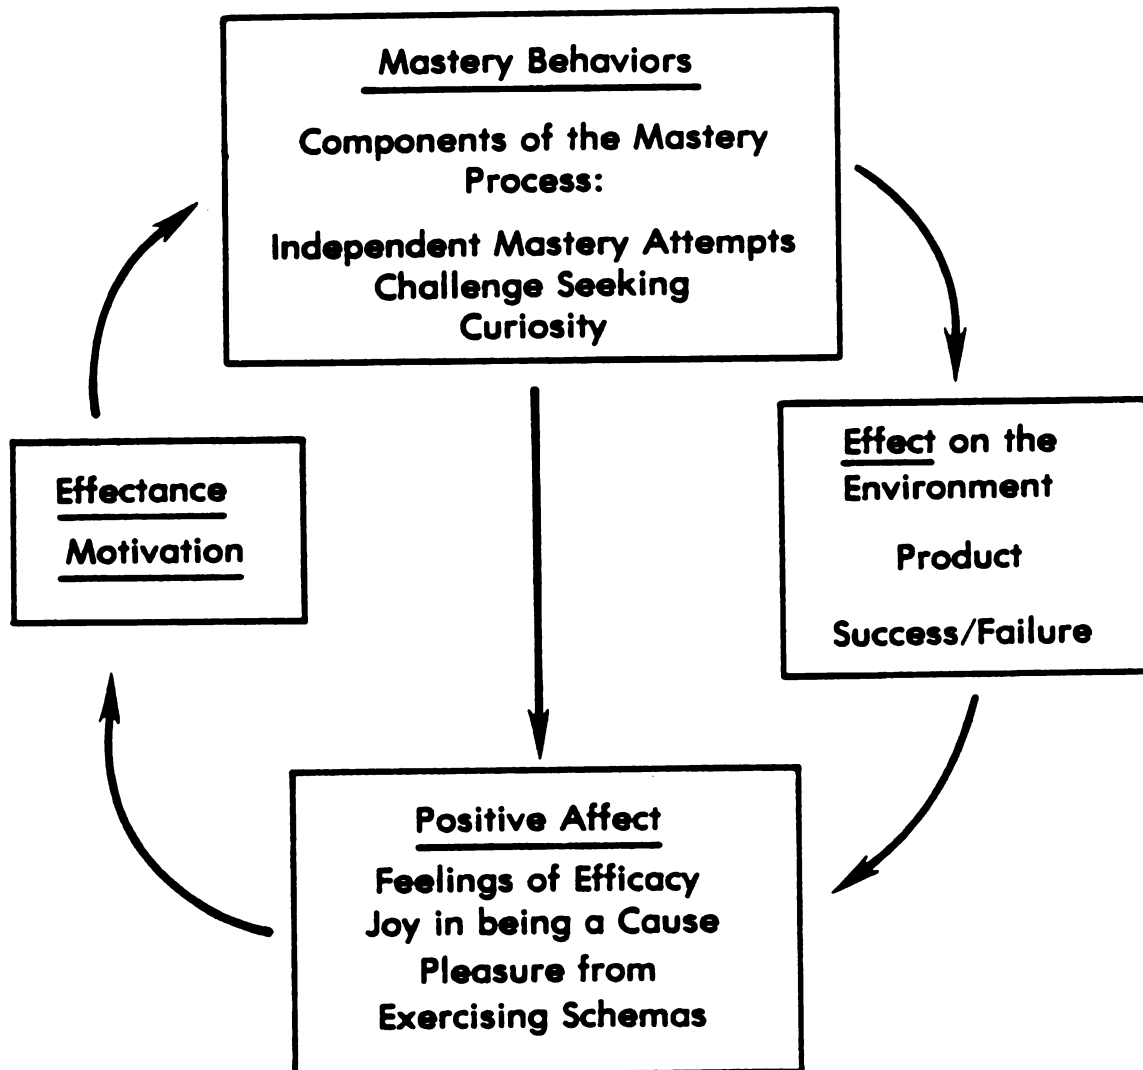 Mastery Behaviors
Components of the Mastery
Process:
Independent Mastery Attempts
Challenge Seeking
Curiosity
Effectance
Motivation
Effect on the
Environment
Product
Success/Failure
Positive Affect
Feelings of Efficacy
Joy in being a Cause
Pleasure from
Exercising Schemas